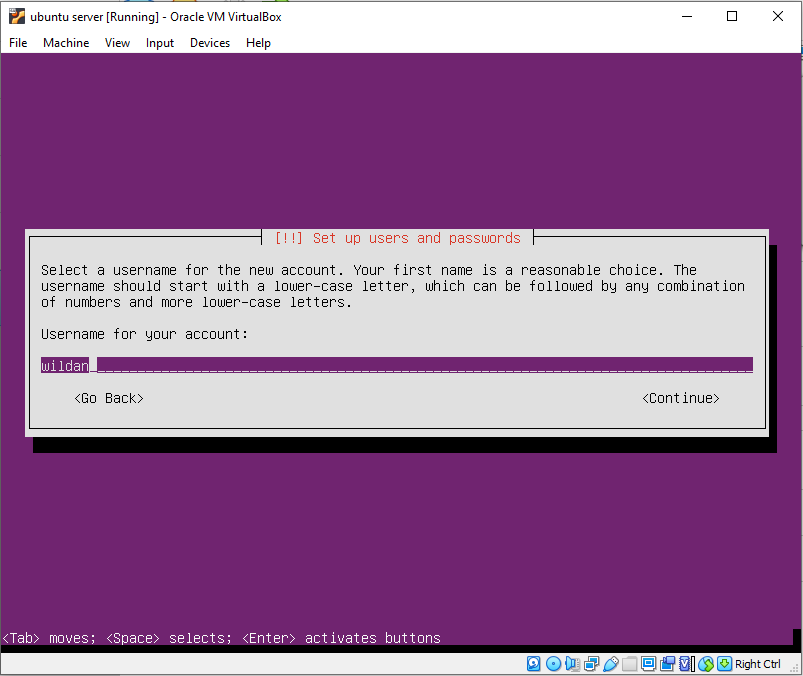 ubuntu server [Running] - Oracle VM VirtualBox
File Machine View Input Devices Help
[!!] Set up users and passwords
Select a username for the new account. Your first name is a reasonable choice. The
username should start with a lower-case letter, which can be followed by any combination
of numbers and more lower-case letters.
Username for your account:
wildan
<Go Back> <Continue>
<Tab> moves; <Space> selects; <Enter> activates buttons
Right Ctrl